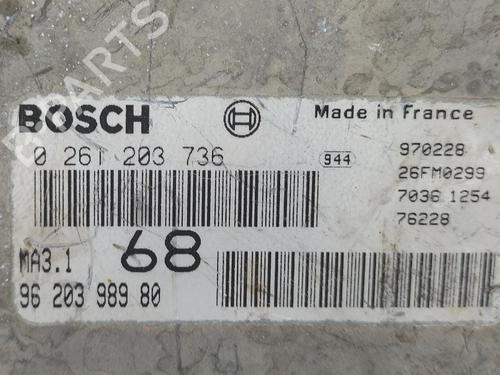 B PARTS
BOSCH Made in France
0 261 203 736 944 970228
26FM0299
7036 1254
76228
MA3.1 68
96 203 989 80